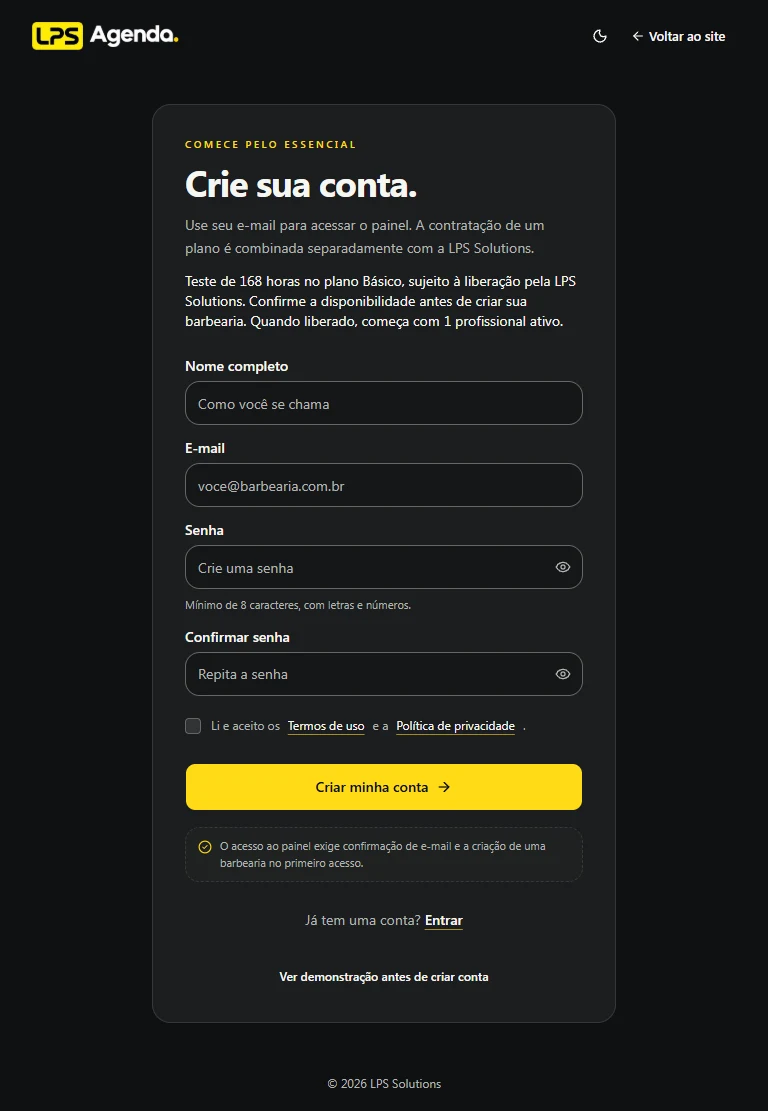 LPS Agenda.
← Voltar ao site
COMECE PELO ESSENCIAL
Crie sua conta.
Use seu e-mail para acessar o painel. A contratação de um
plano é combinada separadamente com a LPS Solutions.
Teste de 168 horas no plano Básico, sujeito à liberação pela LPS
Solutions. Confirme a disponibilidade antes de criar sua
barbearia. Quando liberado, começa com 1 profissional ativo.
Nome completo
Como você se chama
E-mail
voce@barbearia.com.br
Senha
Crie uma senha
Mínimo de 8 caracteres, com letras e números.
Confirmar senha
Repita a senha
Li e aceito os Termos de uso e a Política de privacidade .
Criar minha conta →
O acesso ao painel exige confirmação de e-mail e a criação de uma
barbearia no primeiro acesso.
Já tem uma conta? Entrar
Ver demonstração antes de criar conta
© 2026 LPS Solutions